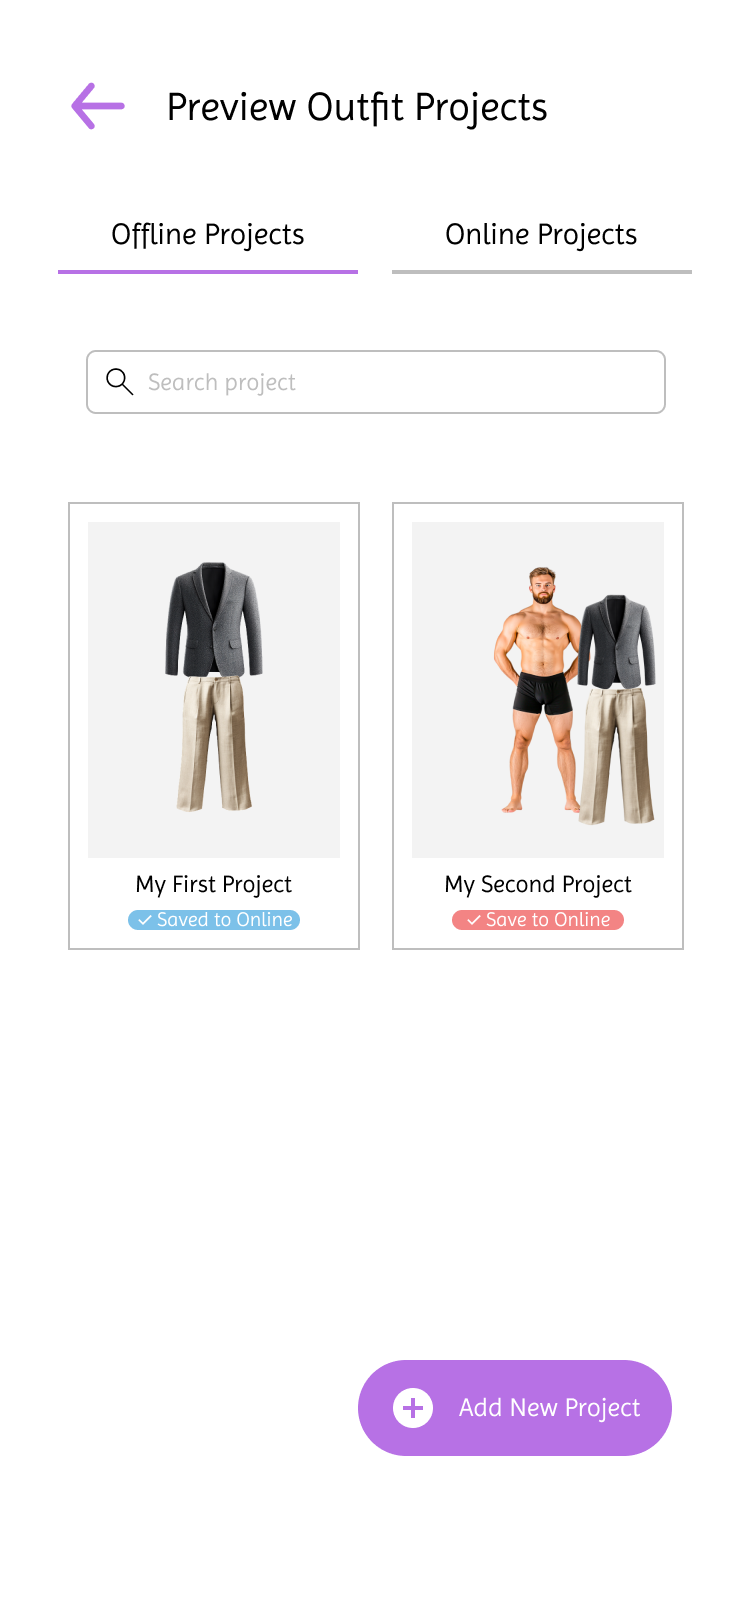 Preview Outfit Projects
Offline Projects
Online Projects
Search project
My First Project
Saved to Online
My Second Project
Save to Online
Add New Project